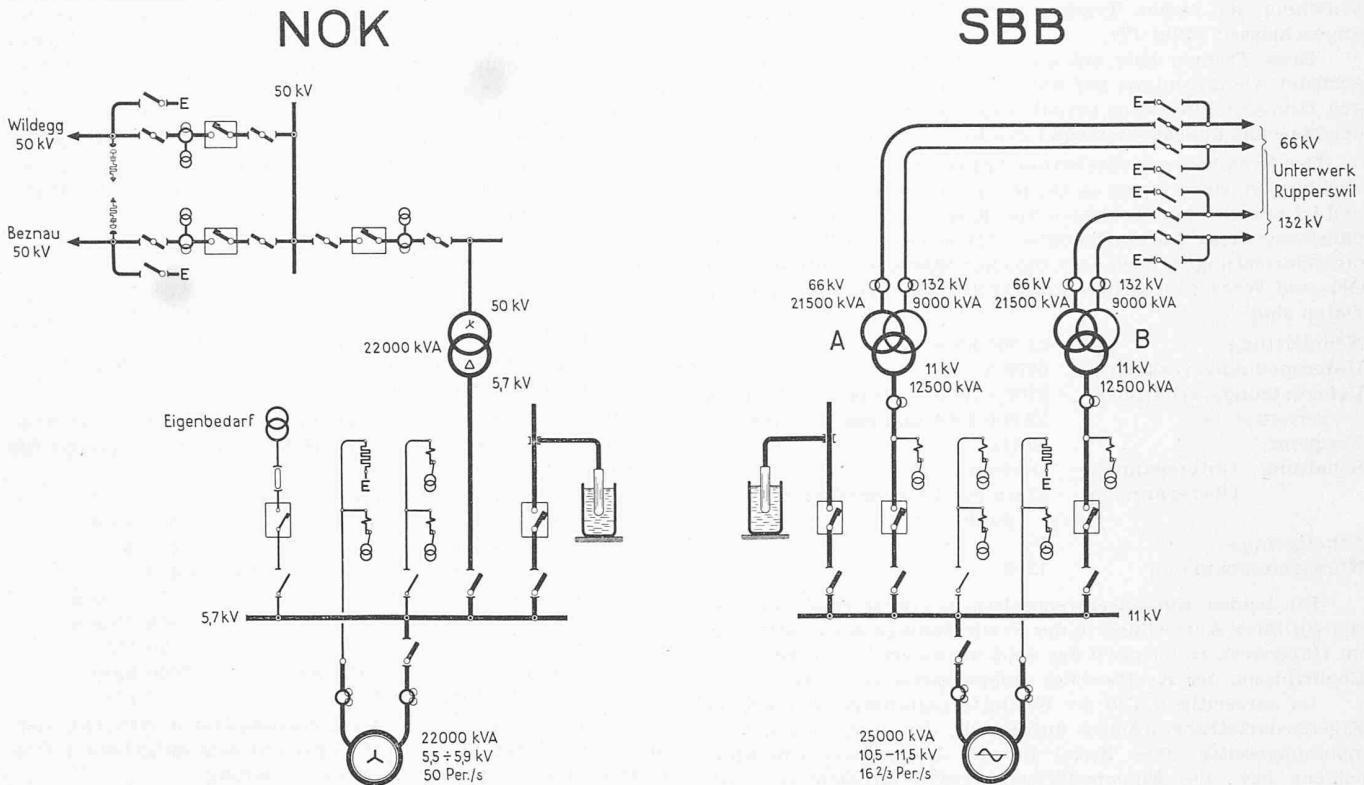 NOK
SBB
50 kV
E
Wildegg
50 kV
Beznau
50 kV
E
50 kV
22000 kVA
5,7 kV
Eigenbedarf
E
5,7 kV
22000 kVA
5,5 ÷ 5,9 kV
50 Per./s
E
E
E
E
66 kV
Unterwerk
Rupperswil
132 kV
66 kV
21500 kVA
132 kV
9000 kVA
66 kV
21500 kVA
132 kV
9000 kVA
A
B
11 kV
12500 kVA
11 kV
12500 kVA
E
11 kV
25000 kVA
10,5–11,5 kV
16 2/3 Per./s